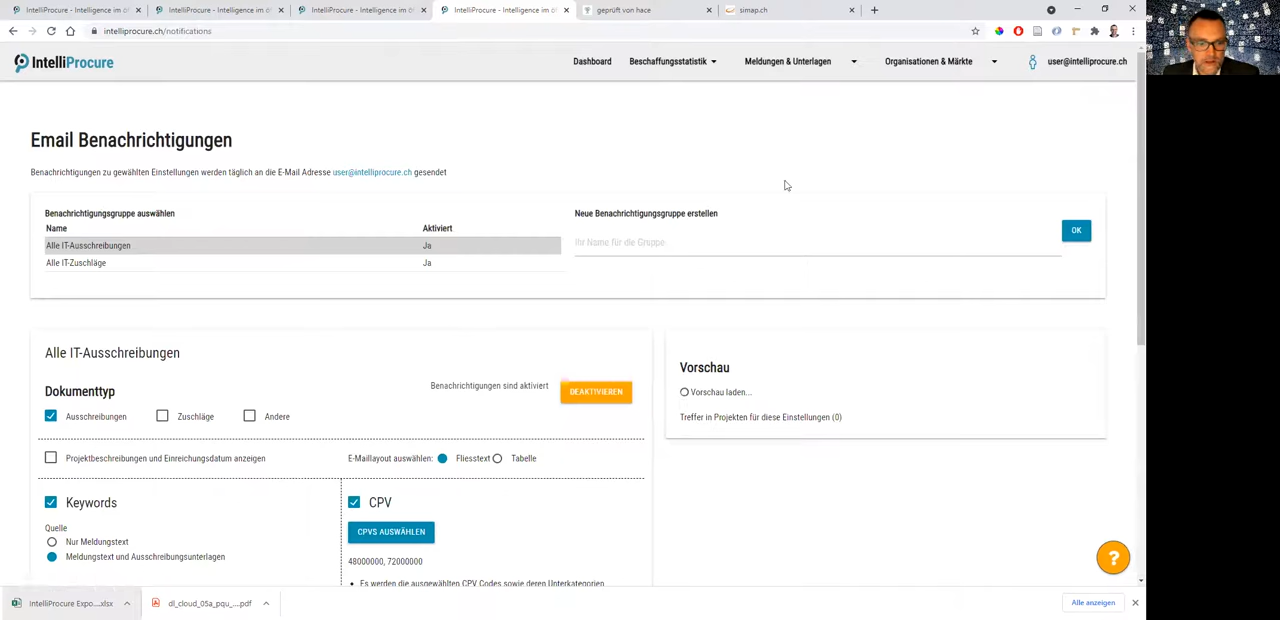 IntelliProcure - Intelligence im öf
IntelliProcure - Intelligence im öf
IntelliProcure - Intelligence im öf
IntelliProcure - Intelligence im öf
geprüft von hace
simap.ch
intelliprocure.ch/notifications
IntelliProcure
Dashboard
Beschaffungsstatistik
Meldungen & Unterlagen
Organisationen & Märkte
user@intelliprocure.ch
Email Benachrichtigungen
Benachrichtigungen zu gewählten Einstellungen werden täglich an die E-Mail Adresse user@intelliprocure.ch gesendet
Benachrichtigungsgruppe auswählen
Name Aktiviert
Alle IT-Ausschreibungen Ja
Alle IT-Zuschläge Ja
Neue Benachrichtigungsgruppe erstellen
Ihr Name für die Gruppe
OK
Alle IT-Ausschreibungen
Dokumenttyp
Benachrichtigungen sind aktiviert
DEAKTIVIEREN
Ausschreibungen Zuschläge Andere
Projektbeschreibungen und Einreichungsdatum anzeigen
E-Maillayout auswählen: Fliesstext Tabelle
Keywords
Quelle
Nur Meldungstext
Meldungstext und Ausschreibungsunterlagen
CPV
CPVS AUSWÄHLEN
48000000, 72000000
• Es werden die ausgewählten CPV Codes sowie deren Unterkategorien
Vorschau
Vorschau laden...
Treffer in Projekten für diese Einstellungen (0)
?
IntelliProcure Expo....xlsx
dl_cloud_05a_pqu_....pdf
Alle anzeigen